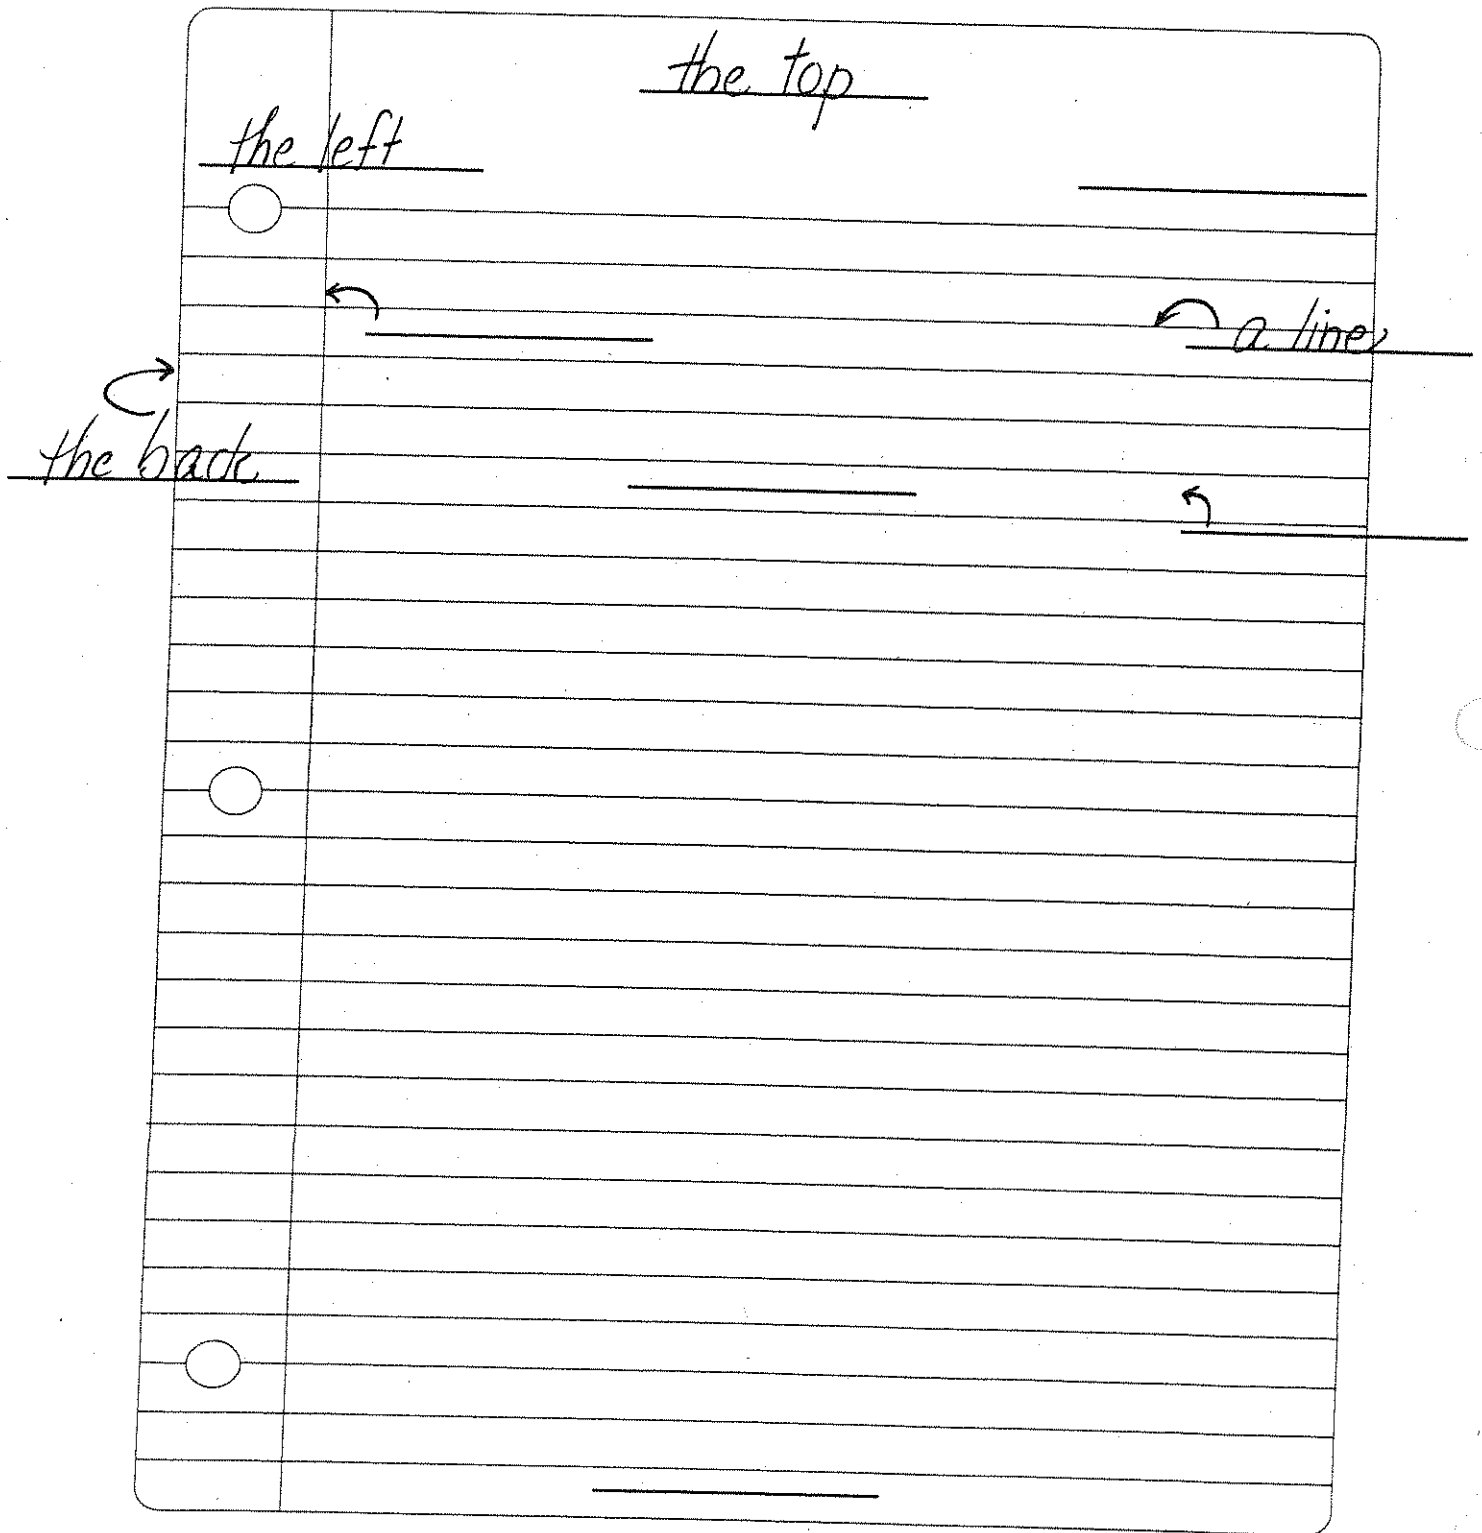 the top
the left
a line
the back